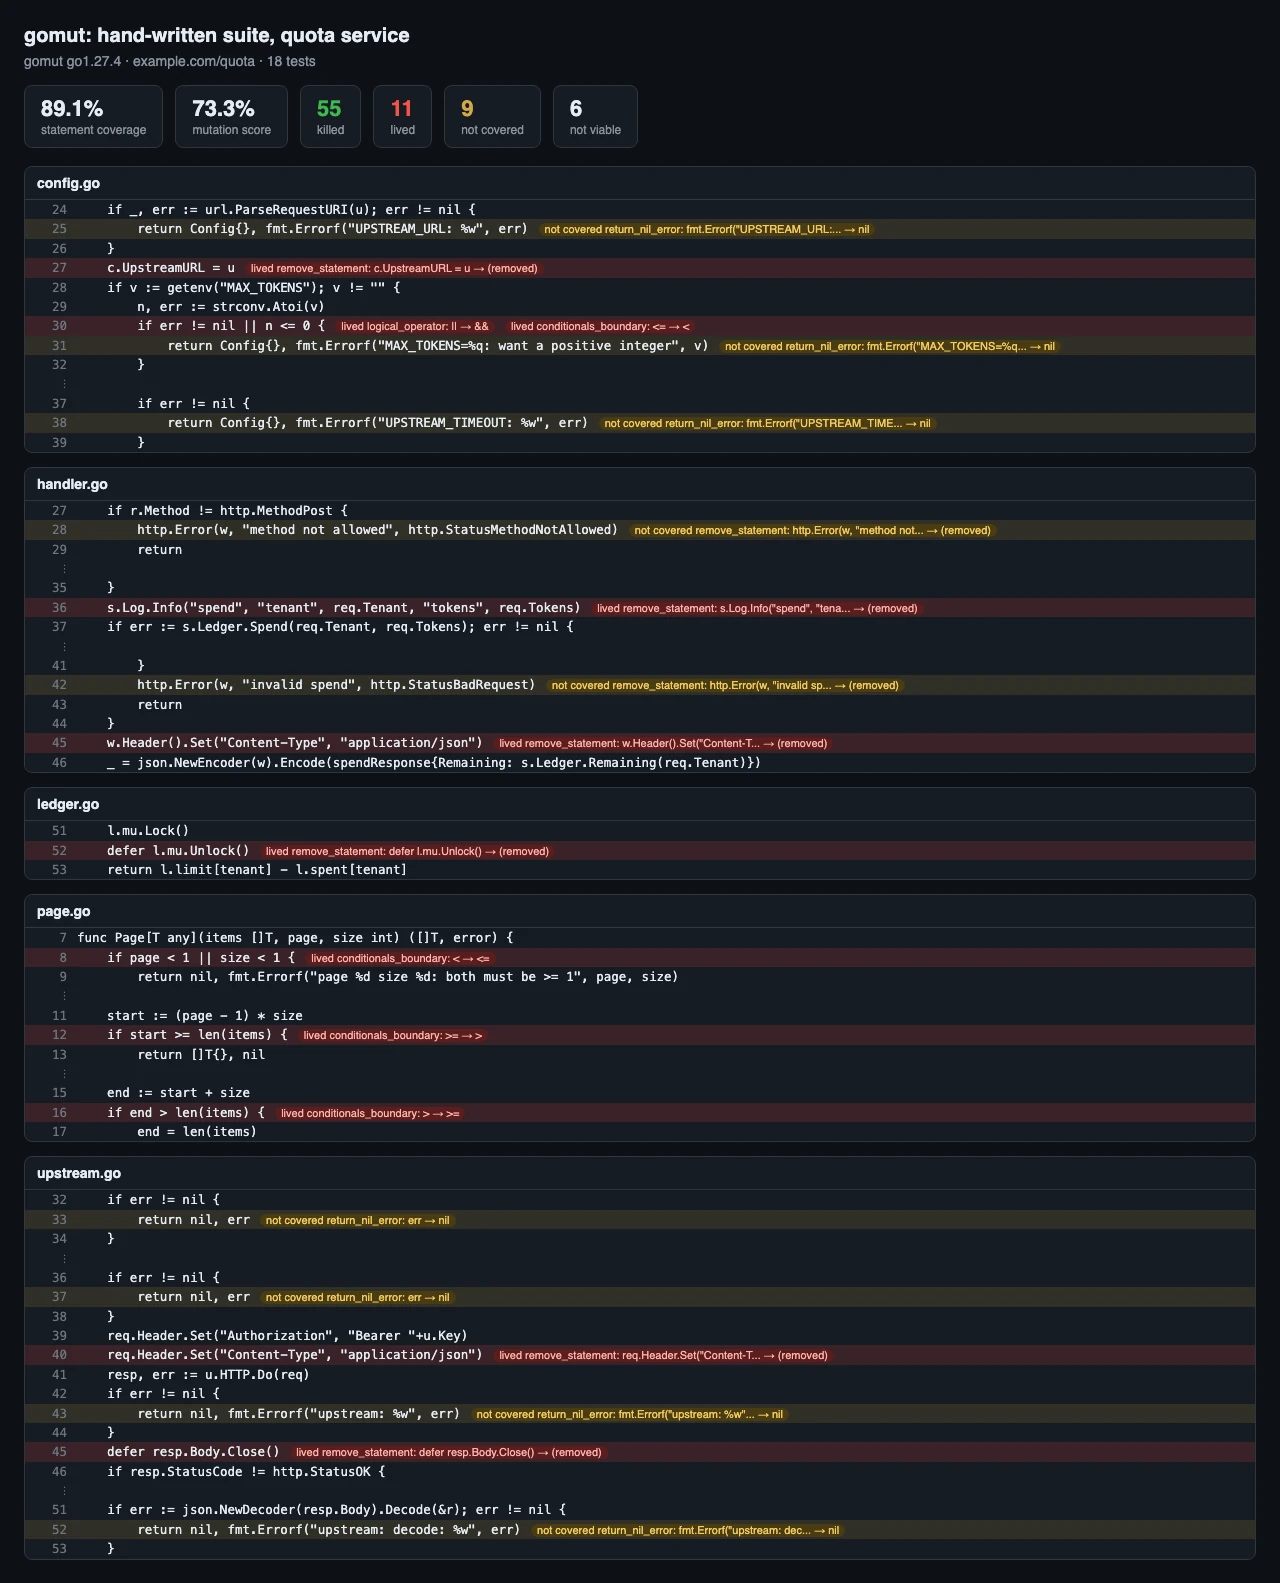 gomut: hand-written suite, quota service
gomut go1.27.4 · example.com/quota · 18 tests
89.1%
statement coverage
73.3%
mutation score
55
killed
11
lived
9
not covered
6
not viable
config.go
24 if _, err := url.ParseRequestURI(u); err != nil {
25 return Config{}, fmt.Errorf("UPSTREAM_URL: %w", err) not covered return_nil_error: fmt.Errorf("UPSTREAM_URL:... → nil
26 }
27 c.UpstreamURL = u lived remove_statement: c.UpstreamURL = u → (removed)
28 if v := getenv("MAX_TOKENS"); v != "" {
29 n, err := strconv.Atoi(v)
30 if err != nil || n <= 0 { lived logical_operator: || → && lived conditionals_boundary: <= → <
31 return Config{}, fmt.Errorf("MAX_TOKENS=%q: want a positive integer", v) not covered return_nil_error: fmt.Errorf("MAX_TOKENS=%q... → nil
32 }
⋮
37 if err != nil {
38 return Config{}, fmt.Errorf("UPSTREAM_TIMEOUT: %w", err) not covered return_nil_error: fmt.Errorf("UPSTREAM_TIME... → nil
39 }
handler.go
27 if r.Method != http.MethodPost {
28 http.Error(w, "method not allowed", http.StatusMethodNotAllowed) not covered remove_statement: http.Error(w, "method not... → (removed)
29 return
⋮
35 }
36 s.Log.Info("spend", "tenant", req.Tenant, "tokens", req.Tokens) lived remove_statement: s.Log.Info("spend", "tena... → (removed)
37 if err := s.Ledger.Spend(req.Tenant, req.Tokens); err != nil {
⋮
41 }
42 http.Error(w, "invalid spend", http.StatusBadRequest) not covered remove_statement: http.Error(w, "invalid sp... → (removed)
43 return
44 }
45 w.Header().Set("Content-Type", "application/json") lived remove_statement: w.Header().Set("Content-T... → (removed)
46 _ = json.NewEncoder(w).Encode(spendResponse{Remaining: s.Ledger.Remaining(req.Tenant)})
ledger.go
51 l.mu.Lock()
52 defer l.mu.Unlock() lived remove_statement: defer l.mu.Unlock() → (removed)
53 return l.limit[tenant] - l.spent[tenant]
page.go
7 func Page[T any](items []T, page, size int) ([]T, error) {
8 if page < 1 || size < 1 { lived conditionals_boundary: < → <=
9 return nil, fmt.Errorf("page %d size %d: both must be >= 1", page, size)
⋮
11 start := (page - 1) * size
12 if start >= len(items) { lived conditionals_boundary: >= → >
13 return []T{}, nil
⋮
15 end := start + size
16 if end > len(items) { lived conditionals_boundary: > → >=
17 end = len(items)
upstream.go
32 if err != nil {
33 return nil, err not covered return_nil_error: err → nil
34 }
⋮
36 if err != nil {
37 return nil, err not covered return_nil_error: err → nil
38 }
39 req.Header.Set("Authorization", "Bearer "+u.Key)
40 req.Header.Set("Content-Type", "application/json") lived remove_statement: req.Header.Set("Content-T... → (removed)
41 resp, err := u.HTTP.Do(req)
42 if err != nil {
43 return nil, fmt.Errorf("upstream: %w", err) not covered return_nil_error: fmt.Errorf("upstream: %w"... → nil
44 }
45 defer resp.Body.Close() lived remove_statement: defer resp.Body.Close() → (removed)
46 if resp.StatusCode != http.StatusOK {
⋮
51 if err := json.NewDecoder(resp.Body).Decode(&r); err != nil {
52 return nil, fmt.Errorf("upstream: decode: %w", err) not covered return_nil_error: fmt.Errorf("upstream: dec... → nil
53 }